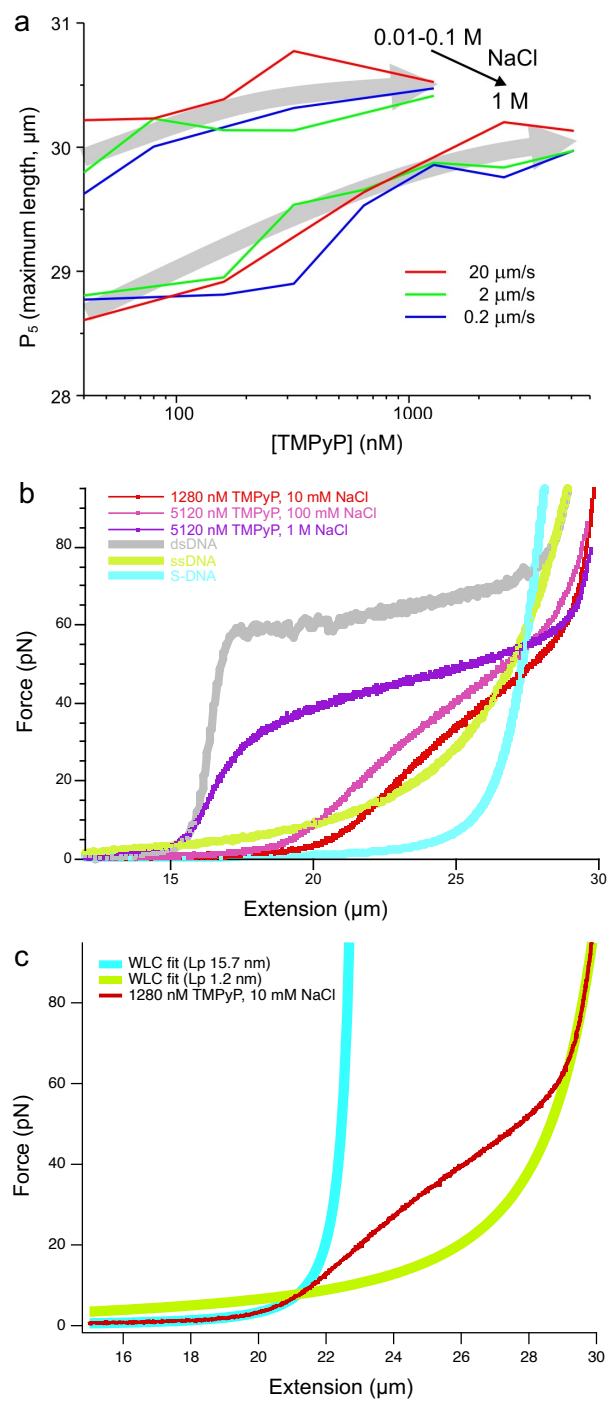 a
31
30
29
28
P5 (maximum length, µm)
0.01-0.1 M
NaCl
1 M
20 µm/s
2 µm/s
0.2 µm/s
100
1000
[TMPyP] (nM)
b
1280 nM TMPyP, 10 mM NaCl
5120 nM TMPyP, 100 mM NaCl
5120 nM TMPyP, 1 M NaCl
dsDNA
ssDNA
S-DNA
80
60
40
20
0
Force (pN)
15
20
25
30
Extension (µm)
c
WLC fit (Lp 15.7 nm)
WLC fit (Lp 1.2 nm)
1280 nM TMPyP, 10 mM NaCl
80
60
40
20
0
Force (pN)
16
18
20
22
24
26
28
30
Extension (µm)